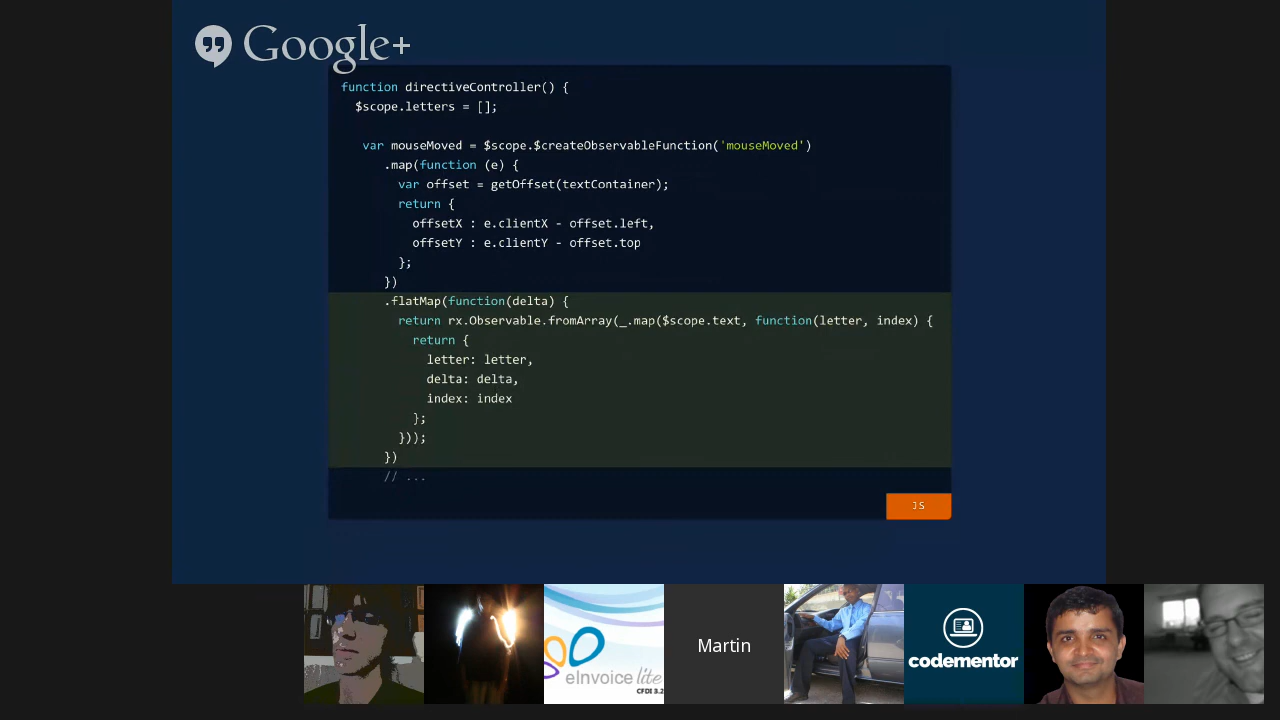 Google+
function directiveController() {
$scope.letters = [];
var mouseMoved = $scope.$createObservableFunction('mouseMoved')
.map(function (e) {
var offset = getOffset(textContainer);
return {
offsetX : e.clientX - offset.left,
offsetY : e.clientY - offset.top
};
})
.flatMap(function(delta) {
return rx.Observable.fromArray(_.map($scope.text, function(letter, index) {
return {
letter: letter,
delta: delta,
index: index
};
}));
})
// ...
JS
eInvoice lite
CFDI 3.2
Martin
codementor